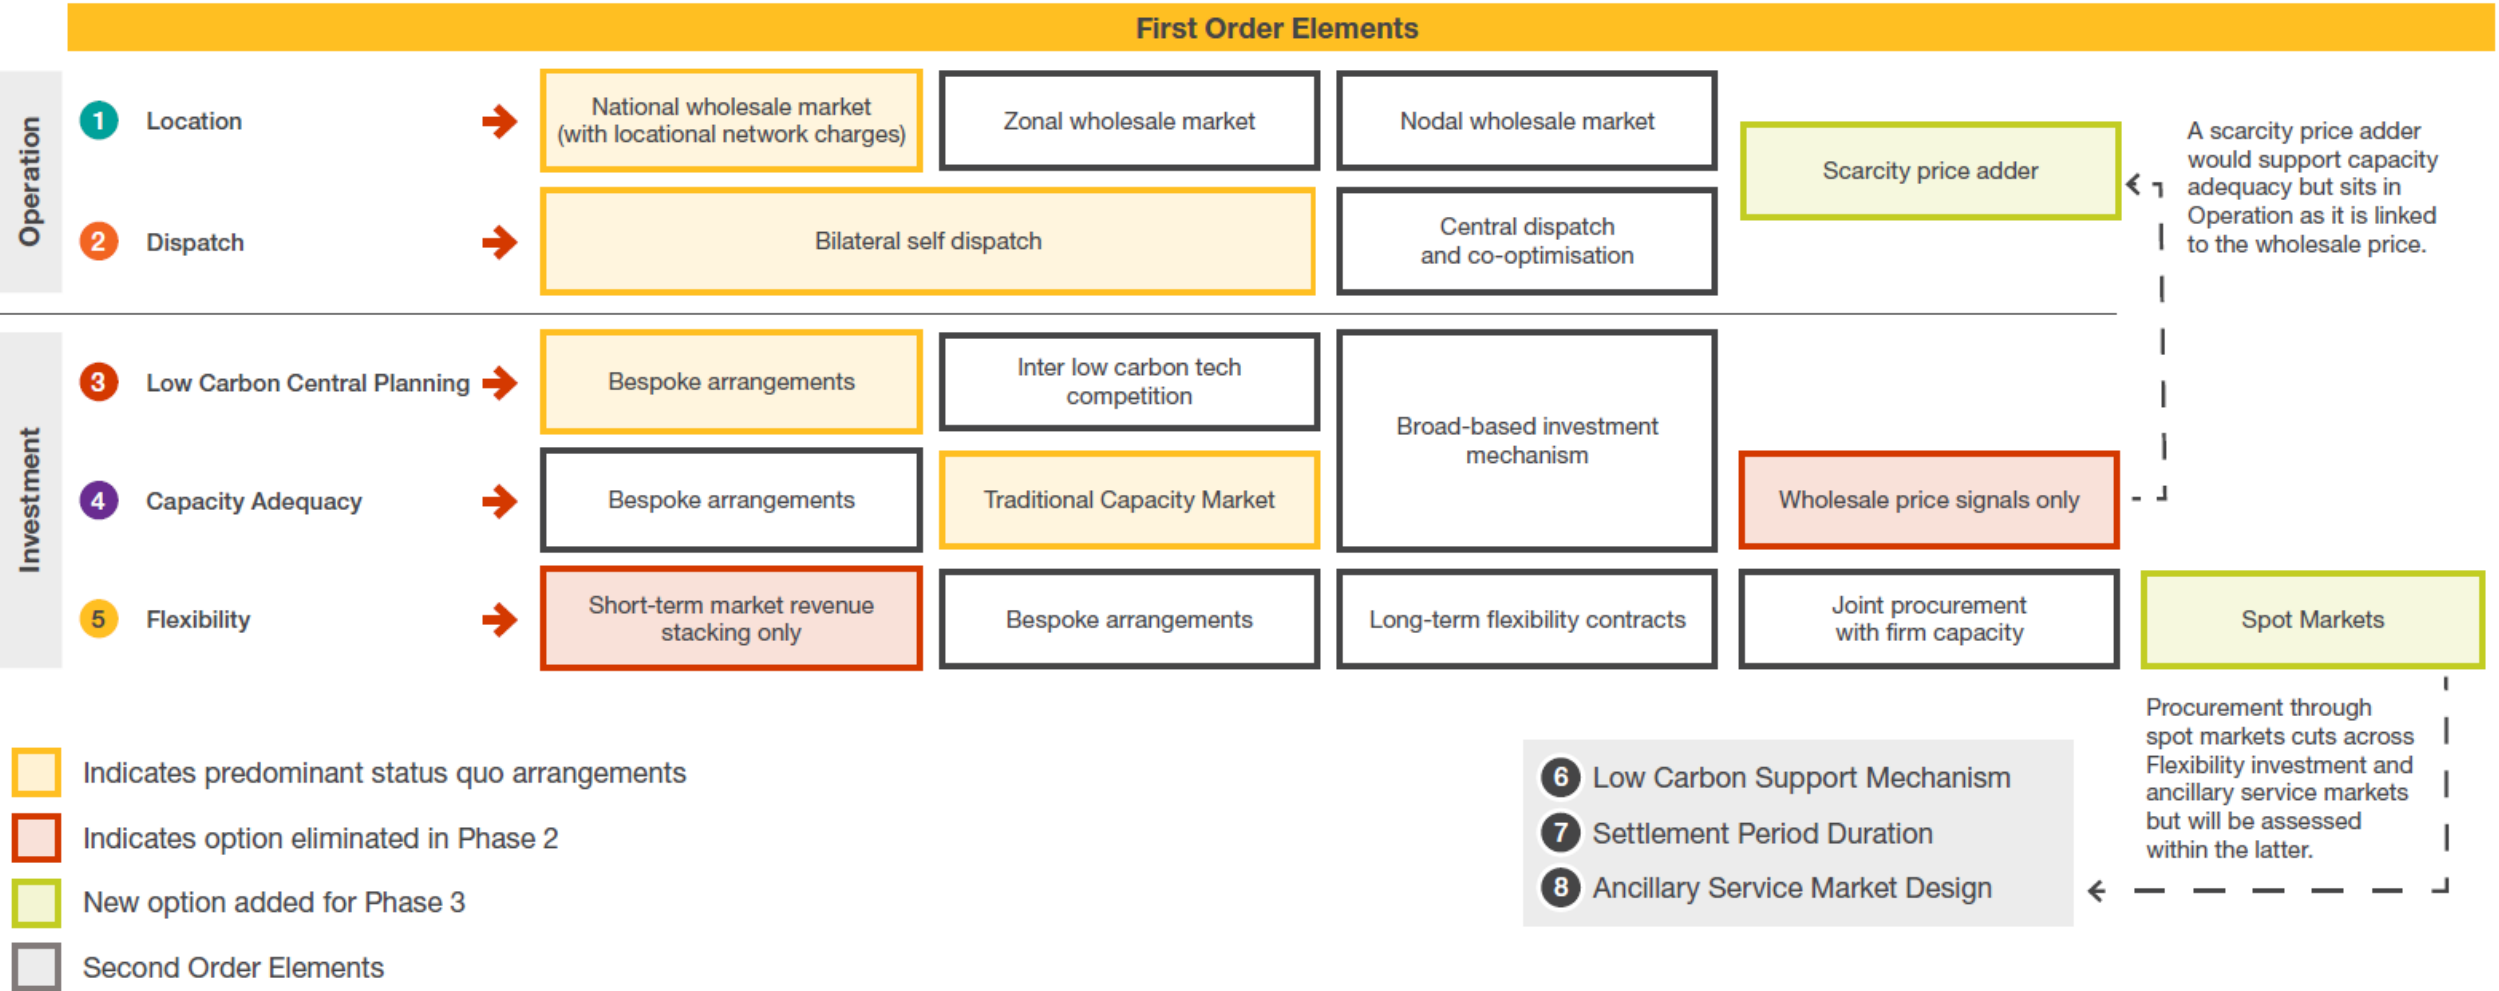 First Order Elements
Operation
1 Location
National wholesale market
(with locational network charges)
Zonal wholesale market
Nodal wholesale market
Scarcity price adder
A scarcity price adder
would support capacity
adequacy but sits in
Operation as it is linked
to the wholesale price.
2 Dispatch
Bilateral self dispatch
Central dispatch
and co-optimisation
Investment
3 Low Carbon Central Planning
Bespoke arrangements
Inter low carbon tech
competition
Broad-based investment
mechanism
4 Capacity Adequacy
Bespoke arrangements
Traditional Capacity Market
Wholesale price signals only
5 Flexibility
Short-term market revenue
stacking only
Bespoke arrangements
Long-term flexibility contracts
Joint procurement
with firm capacity
Spot Markets
Procurement through
spot markets cuts across
Flexibility investment and
ancillary service markets
but will be assessed
within the latter.
Indicates predominant status quo arrangements
Indicates option eliminated in Phase 2
New option added for Phase 3
Second Order Elements
6 Low Carbon Support Mechanism
7 Settlement Period Duration
8 Ancillary Service Market Design